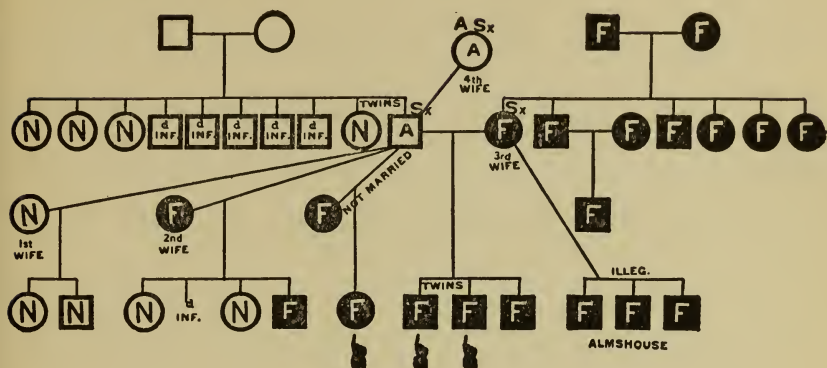 A Sx
F F
A
4th
WIFE
TWINS Sx Sx
N N N d d d d d N A F F F F F F F
INF. INF. INF. INF. INF.
3rd
WIFE
NOT MARRIED
N F F F
1st
WIFE
2nd
WIFE
ILLEG.
TWINS
N N N d N F F F F F F F F
INF.
ALMSHOUSE